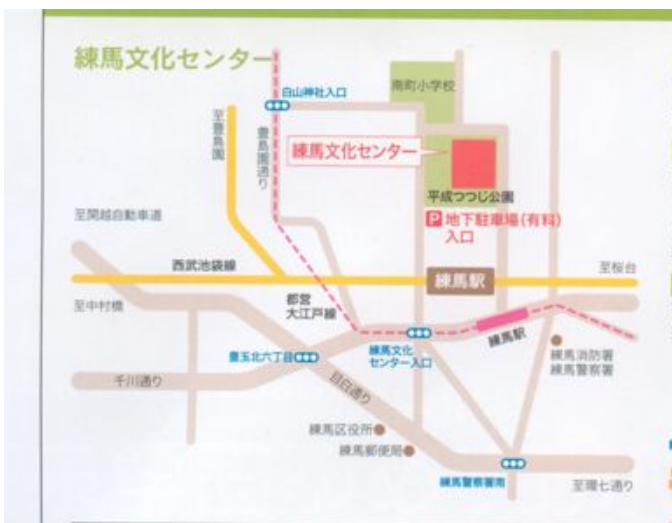 練馬文化センター
白山神社入口
南町小学校
至豊島園
豊島園通り
練馬文化センター
平成つつじ公園
P 地下駐車場(有料)
入口
至関越自動車道
西武池袋線
練馬駅
至桜台
都営
大江戸線
至中村橋
練馬文化
センター入口
練馬駅
豊玉北六丁目
練馬消防署
練馬警察署
千川通り
目白通り
練馬区役所
練馬郵便局
練馬警察署南
至環七通り